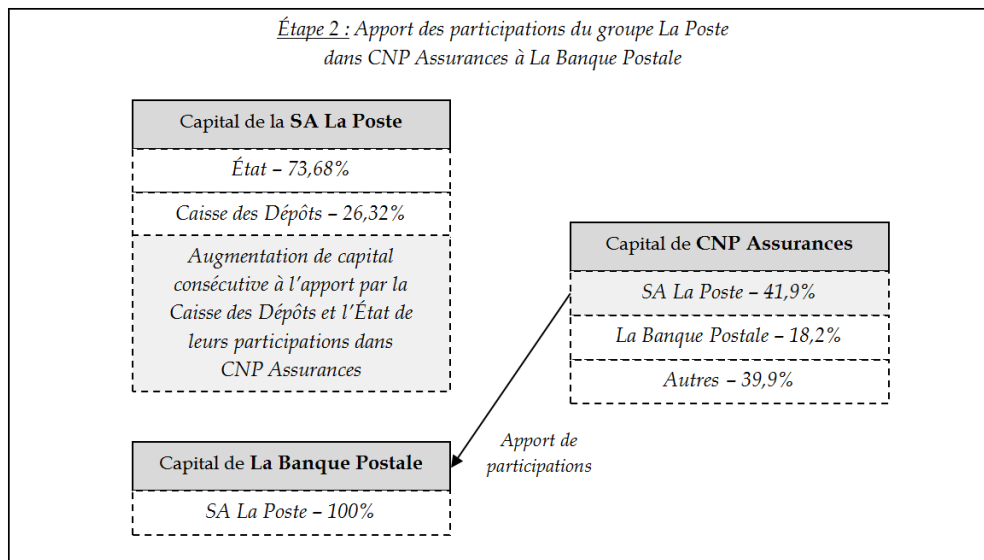 Étape 2 : Apport des participations du groupe La Poste
dans CNP Assurances à La Banque Postale
Capital de la SA La Poste
État – 73,68%
Caisse des Dépôts – 26,32%
Augmentation de capital
consécutive à l'apport par la
Caisse des Dépôts et l'État de
leurs participations dans
CNP Assurances
Capital de CNP Assurances
SA La Poste – 41,9%
La Banque Postale – 18,2%
Autres – 39,9%
Apport de
participations
Capital de La Banque Postale
SA La Poste – 100%